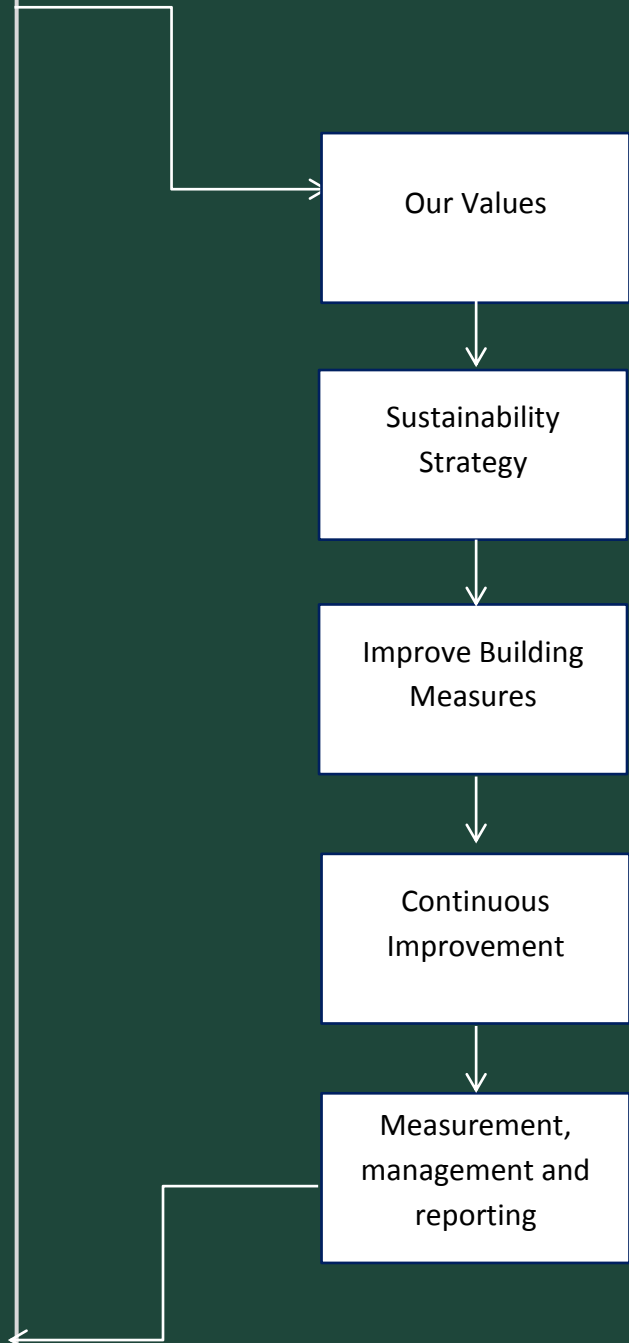 Our Values
Sustainability
Strategy
Improve Building
Measures
Continuous
Improvement
Measurement,
management and
reporting